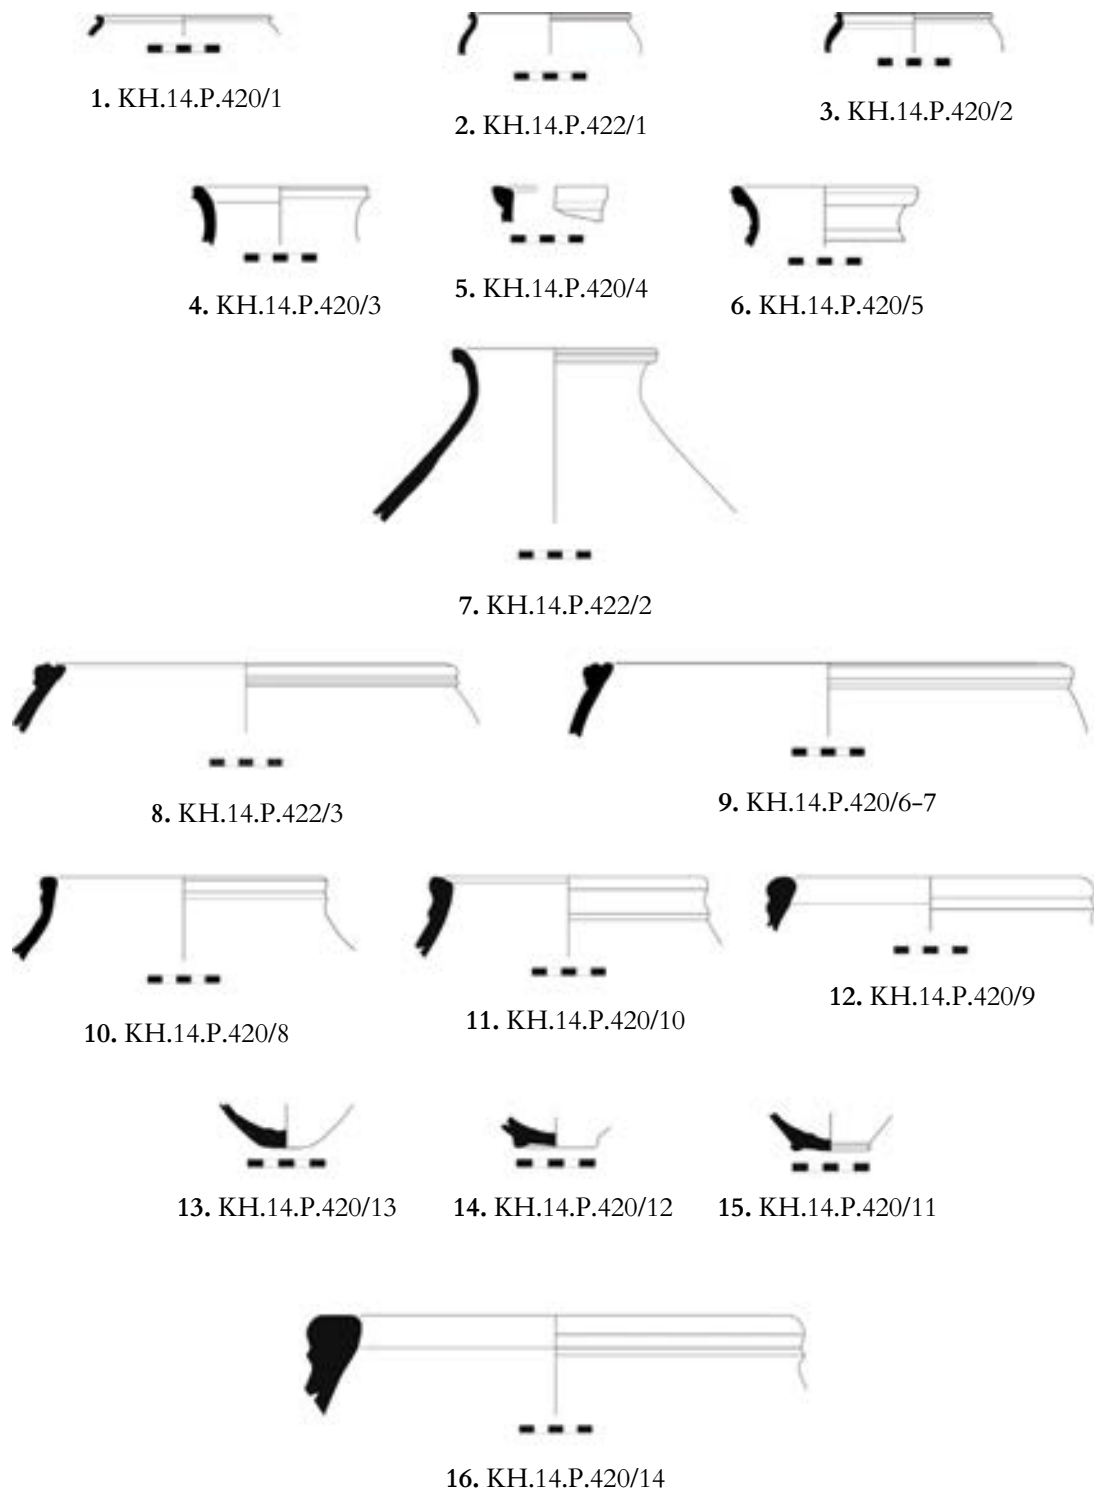 1. KH.14.P.420/1
2. KH.14.P.422/1
3. KH.14.P.420/2
4. KH.14.P.420/3
5. KH.14.P.420/4
6. KH.14.P.420/5
7. KH.14.P.422/2
8. KH.14.P.422/3
9. KH.14.P.420/6–7
10. KH.14.P.420/8
11. KH.14.P.420/10
12. KH.14.P.420/9
13. KH.14.P.420/13
14. KH.14.P.420/12
15. KH.14.P.420/11
16. KH.14.P.420/14